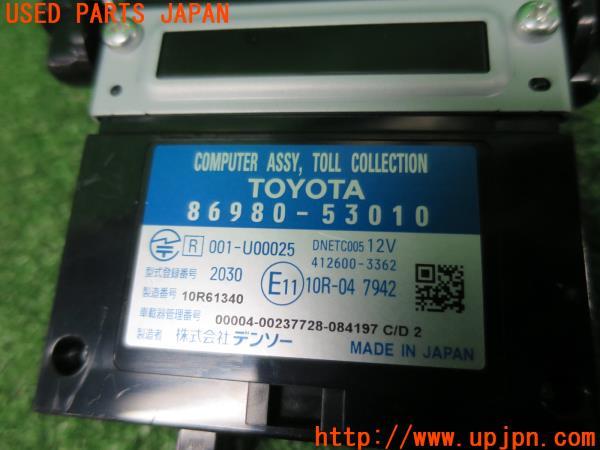 USED PARTS JAPAN
COMPUTER ASSY, TOLL COLLECTION
TOYOTA
86980-53010
R 001-U00025 DNETC005 12V
412600-3362
型式登録番号 2030
E11 10R-04 7942
製造番号 10R61340
車載器管理番号 00004-00237728-084197 C/D 2
製造者 株式会社 デンソー
MADE IN JAPAN
www.upjpn.com